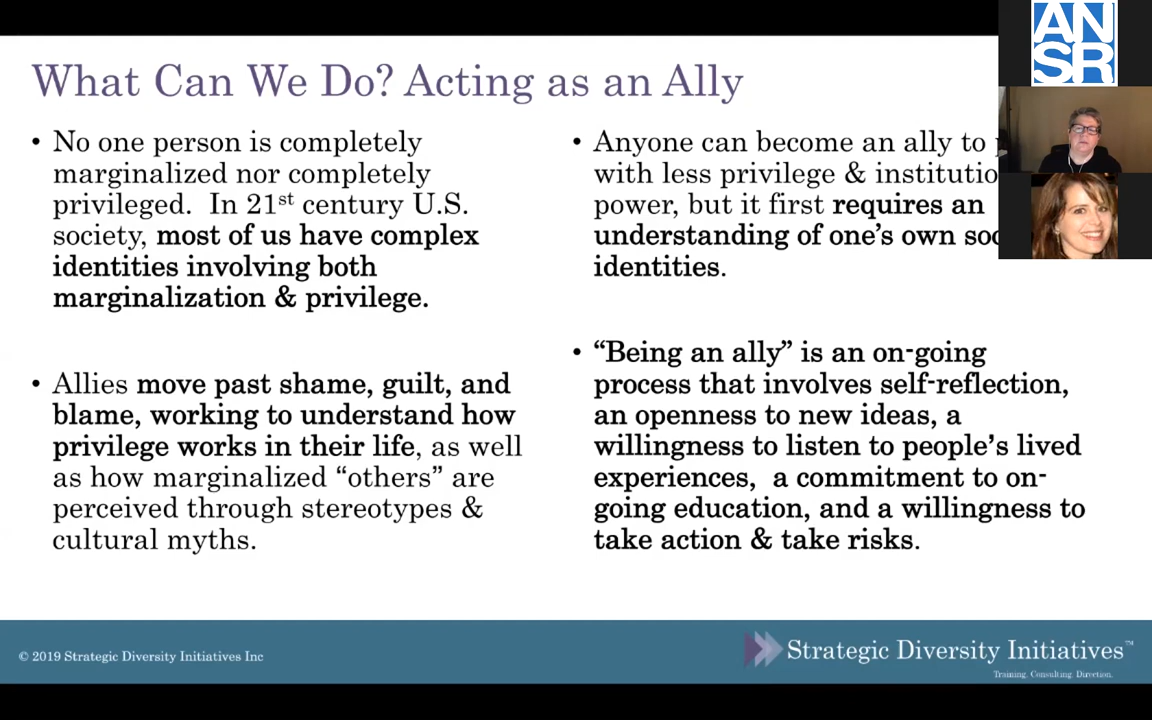 What Can We Do? Acting as an Ally
• No one person is completely
marginalized nor completely
privileged.  In 21st century U.S.
society, most of us have complex
identities involving both
marginalization & privilege.
• Allies move past shame, guilt, and
blame, working to understand how
privilege works in their life, as well
as how marginalized “others” are
perceived through stereotypes &
cultural myths.
• Anyone can become an ally to
with less privilege &
power, but it first requires an
understanding of one’s own
identities.
• “Being an ally” is an on-going
process that involves self-reflection,
an openness to new ideas, a
willingness to listen to people’s lived
experiences,  a commitment to on-
going education, and a willingness to
take action & take risks.
AN
SR
© 2019 Strategic Diversity Initiatives Inc
Strategic Diversity Initiatives™
Training. Consulting. Direction.